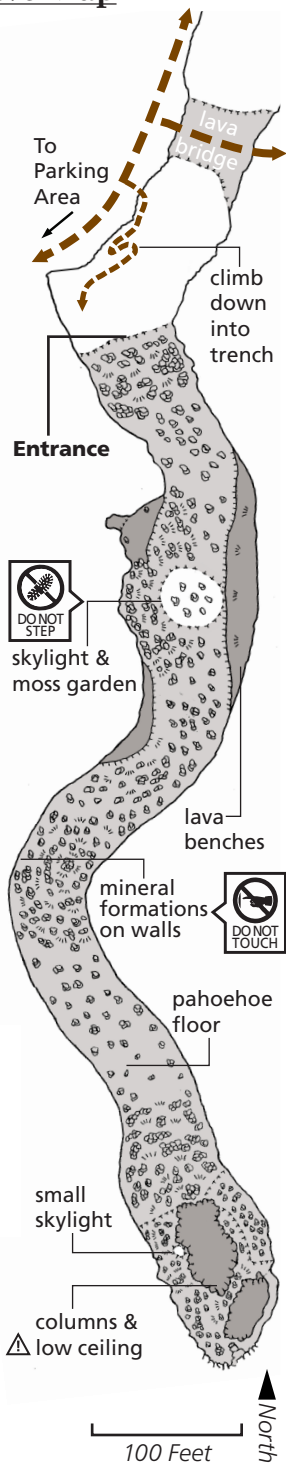 lava
bridge
To
Parking
Area
climb
down
into
trench
Entrance
DO NOT
STEP
skylight &
moss garden
lava
benches
mineral
formations
on walls
DO NOT
TOUCH
pahoehoe
floor
small
skylight
columns &
low ceiling
North
100 Feet